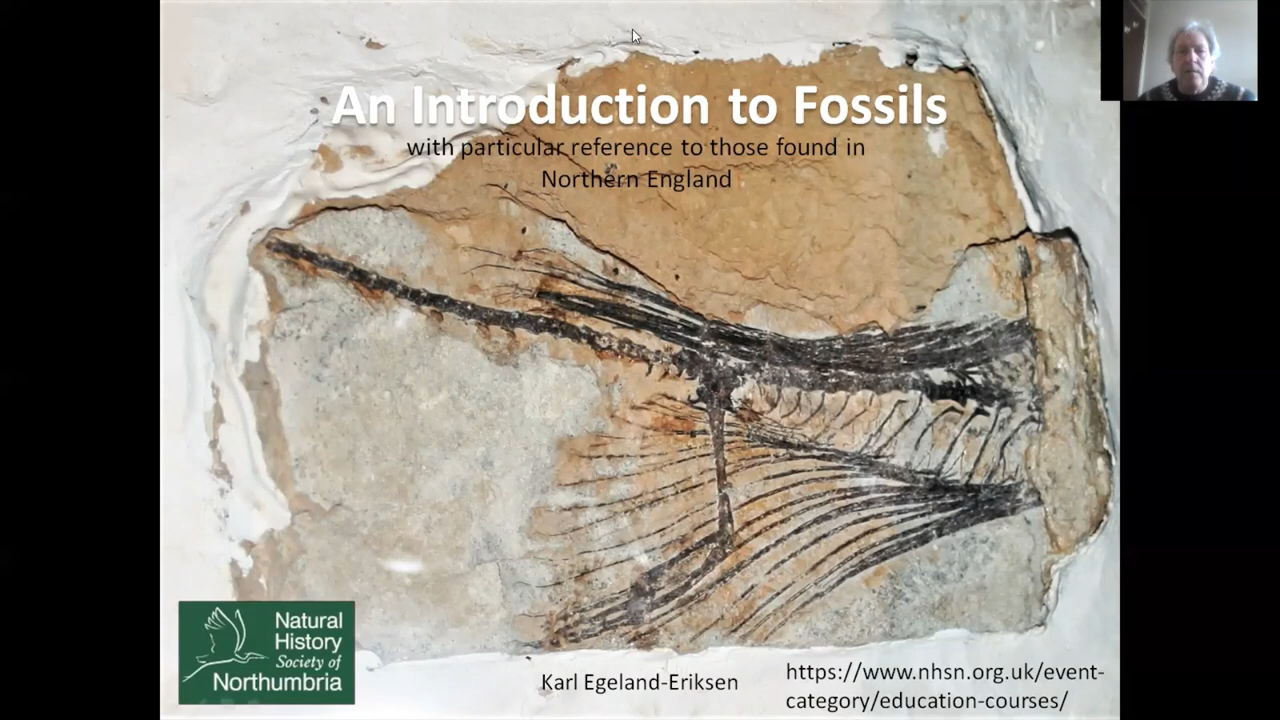 An Introduction to Fossils
with particular reference to those found in
Northern England
Natural
History
Society of
Northumbria
Karl Egeland-Eriksen
https://www.nhsn.org.uk/event-
category/education-courses/